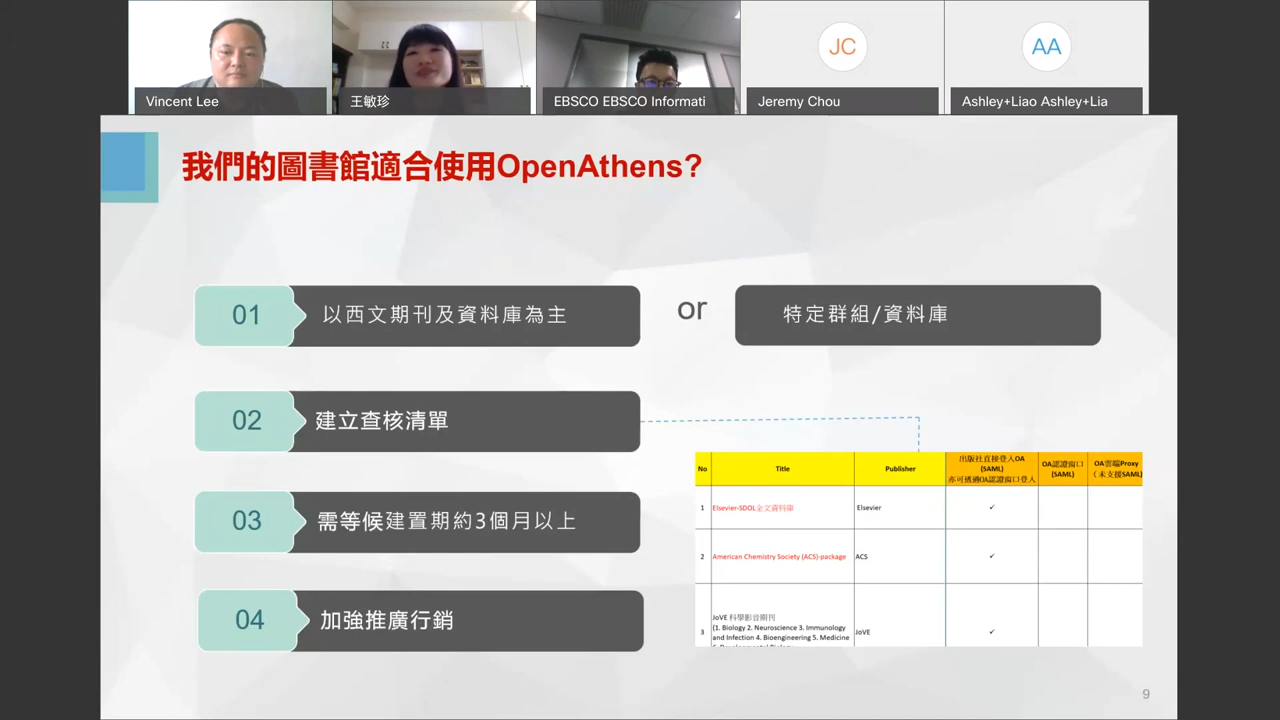 JC
AA
Vincent Lee
王敏珍
EBSCO EBSCO Informati
Jeremy Chou
Ashley+Liao Ashley+Lia
我們的圖書館適合使用OpenAthens?
01
以西文期刊及資料庫為主
or
特定群組/資料庫
02
建立查核清單
03
需等候建置期約3個月以上
04
加強推廣行銷
No
Title
Publisher
出版社直接登入OA
(SAML)
亦可透過OA認證窗口登入
OA認證窗口
(SAML)
OA雲端Proxy
(未支援SAML)
1
Elsevier-SDOL全文資料庫
Elsevier
✓
2
American Chemistry Society (ACS)-package
ACS
✓
3
JoVE 科學影音期刊
(1. Biology 2. Neuroscience 3. Immunology
and Infection 4. Bioengineering 5. Medicine
JoVE
✓
9